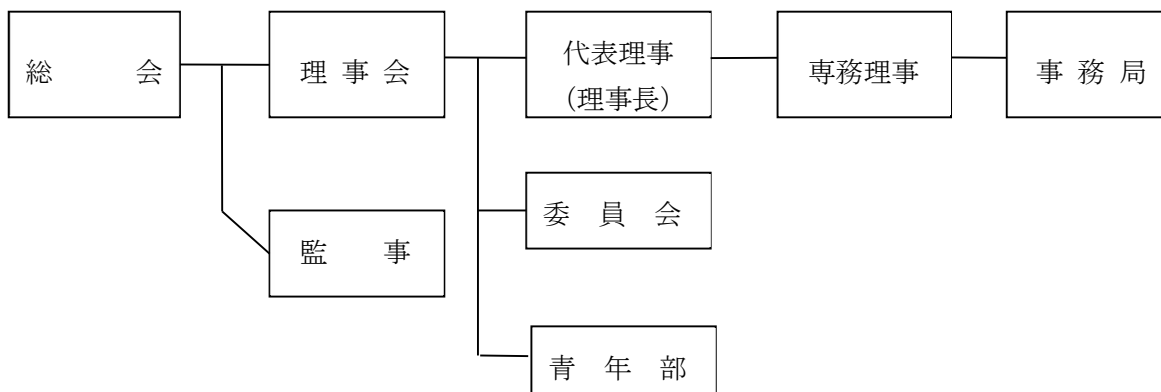 総会
理事会
代表理事
(理事長)
専務理事
事務局
監事
委員会
青年部